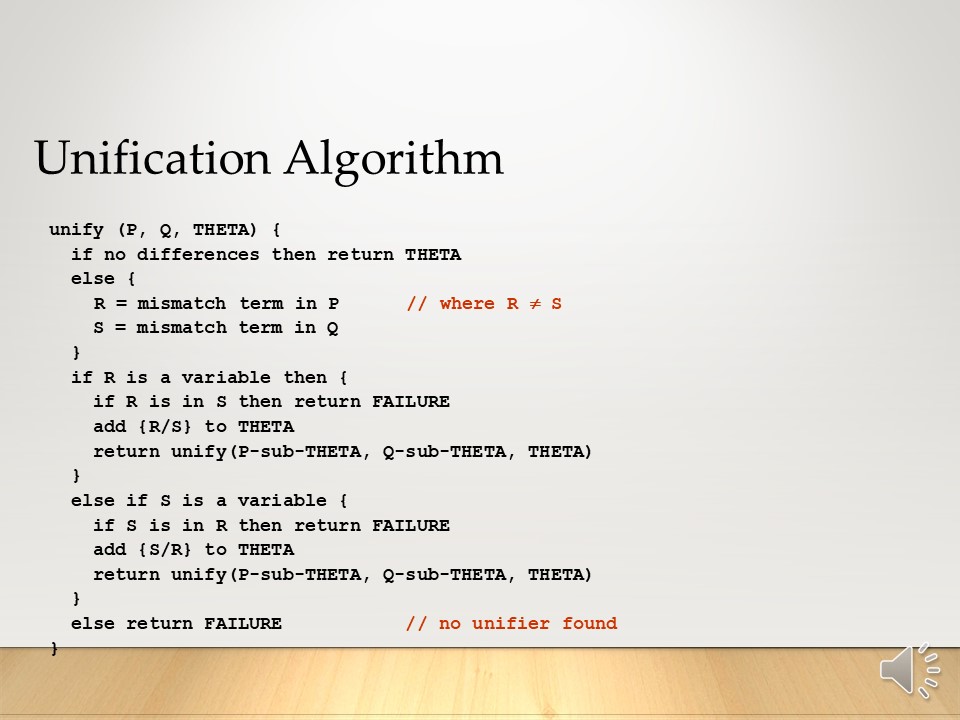 Unification Algorithm
unify (P, Q, THETA) {
if no differences then return THETA
else {
R = mismatch term in P // where R ≠ S
S = mismatch term in Q
}
if R is a variable then {
if R is in S then return FAILURE
add {R/S} to THETA
return unify(P-sub-THETA, Q-sub-THETA, THETA)
}
else if S is a variable {
if S is in R then return FAILURE
add {S/R} to THETA
return unify(P-sub-THETA, Q-sub-THETA, THETA)
}
else return FAILURE // no unifier found
}